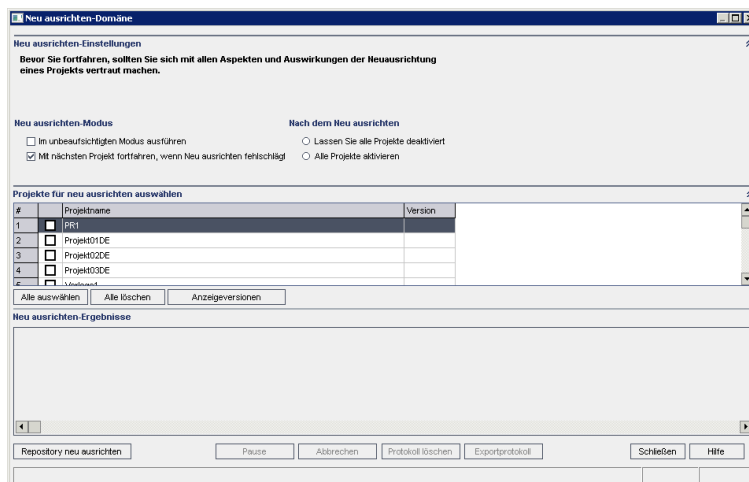 Neu ausrichten-Domäne
Neu ausrichten-Einstellungen
Bevor Sie fortfahren, sollten Sie sich mit allen Aspekten und Auswirkungen der Neuausrichtung
eines Projekts vertraut machen.
Neu ausrichten-Modus
Nach dem Neu ausrichten
Im unbeaufsichtigten Modus ausführen
Lassen Sie alle Projekte deaktiviert
Mit nächsten Projekt fortfahren, wenn Neu ausrichten fehlschlägt
Alle Projekte aktivieren
Projekte für neu ausrichten auswählen
# Projektname Version
1 PR1
2 Projekt01DE
3 Projekt02DE
4 Projekt03DE
Alle auswählen Alle löschen Anzeigeversionen
Neu ausrichten-Ergebnisse
Repository neu ausrichten Pause Abbrechen Protokoll löschen Exportprotokoll Schließen Hilfe